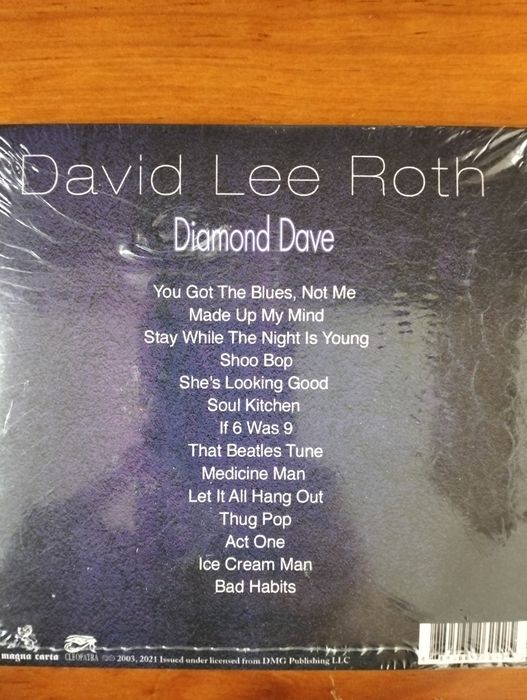 David Lee Roth
Diamond Dave
You Got The Blues, Not Me
Made Up My Mind
Stay While The Night Is Young
Shoo Bop
She's Looking Good
Soul Kitchen
If 6 Was 9
That Beatles Tune
Medicine Man
Let It All Hang Out
Thug Pop
Act One
Ice Cream Man
Bad Habits
magna carta
CLEOPATRA
℗© 2003, 2021 Issued under licensed from DMG Publishing LLC